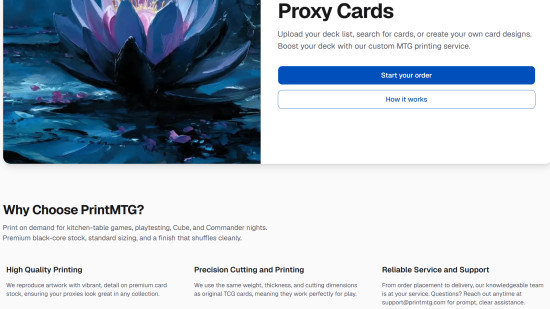 Proxy Cards
Upload your deck list, search for cards, or create your own card designs.
Boost your deck with our custom MTG printing service.
Start your order
How it works
Why Choose PrintMTG?
Print on demand for kitchen-table games, playtesting, Cube, and Commander nights.
Premium black-core stock, standard sizing, and a finish that shuffles cleanly.
High Quality Printing
We reproduce artwork with vibrant, detail on premium card
stock, ensuring your proxies look great in any collection.
Precision Cutting and Printing
We use the same weight, thickness, and cutting dimensions
as original TCG cards, meaning they work perfectly for play.
Reliable Service and Support
From order placement to delivery, our knowledgeable team
is at your service. Questions? Reach out anytime at
support@printmtg.com for prompt, clear assistance.